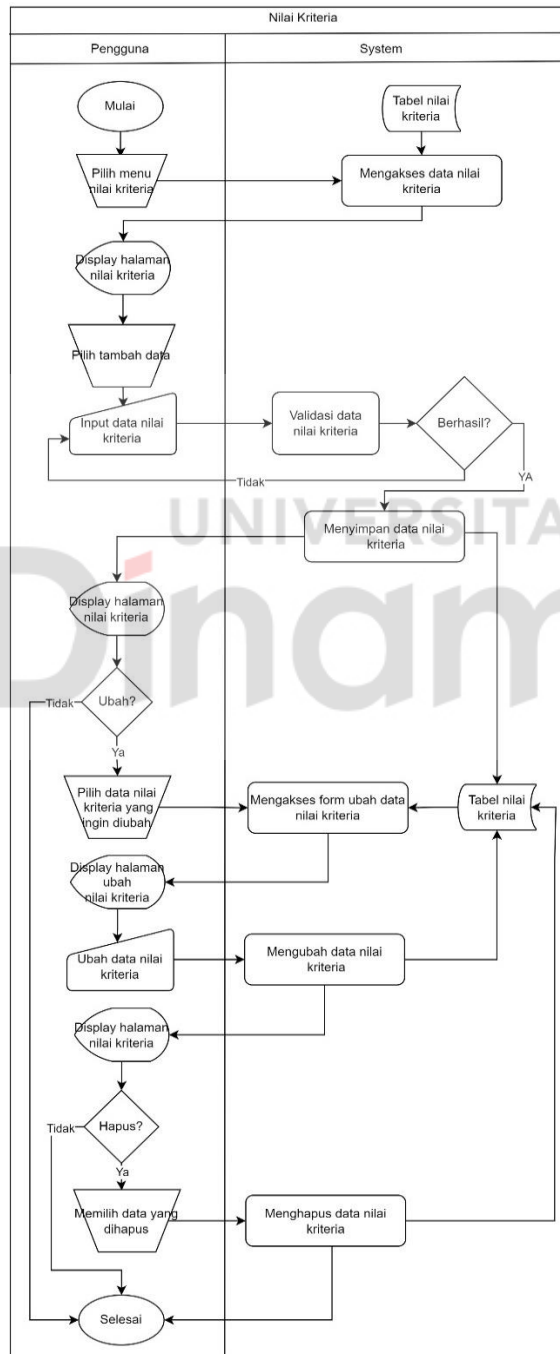 Nilai Kriteria
Pengguna
System
Mulai
Tabel nilai
kriteria
Pilih menu
nilai kriteria
Mengakses data nilai
kriteria
Display halaman
nilai kriteria
Pilih tambah data
Input data nilai
kriteria
Validasi data
nilai kriteria
Berhasil?
Tidak
YA
UNIVERSITA
Menyimpan data nilai
kriteria
Dinam
Display halaman
nilai kriteria
Tidak
Ubah?
Ya
Pilih data nilai
kriteria yang
ingin diubah
Mengakses form ubah data
nilai kriteria
Tabel nilai
kriteria
Display halaman
ubah
nilai kriteria
Ubah data nilai
kriteria
Mengubah data nilai
kriteria
Display halaman
nilai kriteria
Tidak
Hapus?
Ya
Memilih data yang
dihapus
Menghapus data nilai
kriteria
Selesai